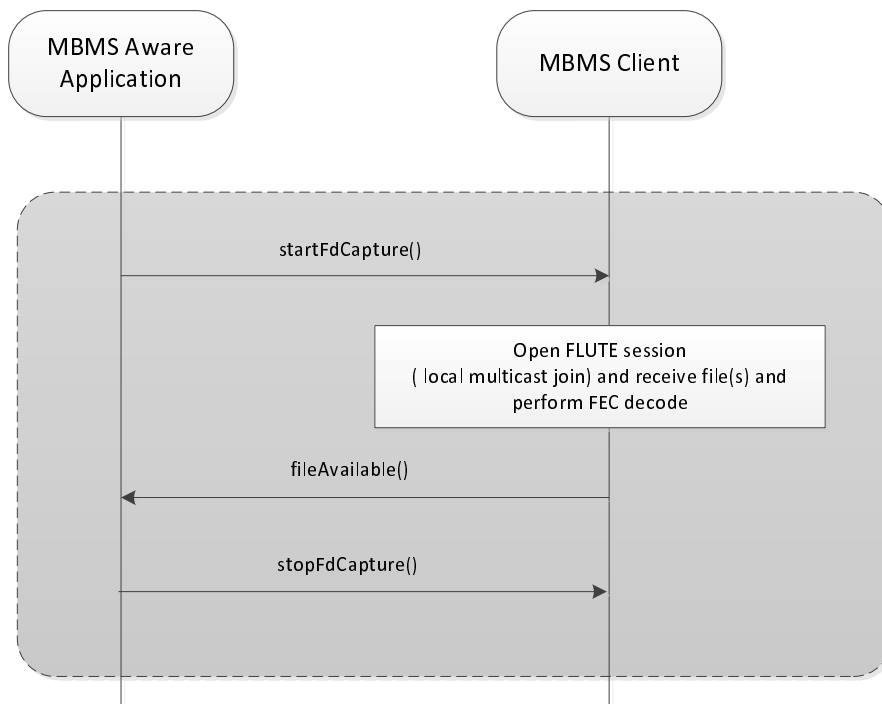 MBMS Aware
Application
MBMS Client
startFdCapture()
Open FLUTE session
( local multicast join) and receive file(s) and
perform FEC decode
fileAvailable()
stopFdCapture()